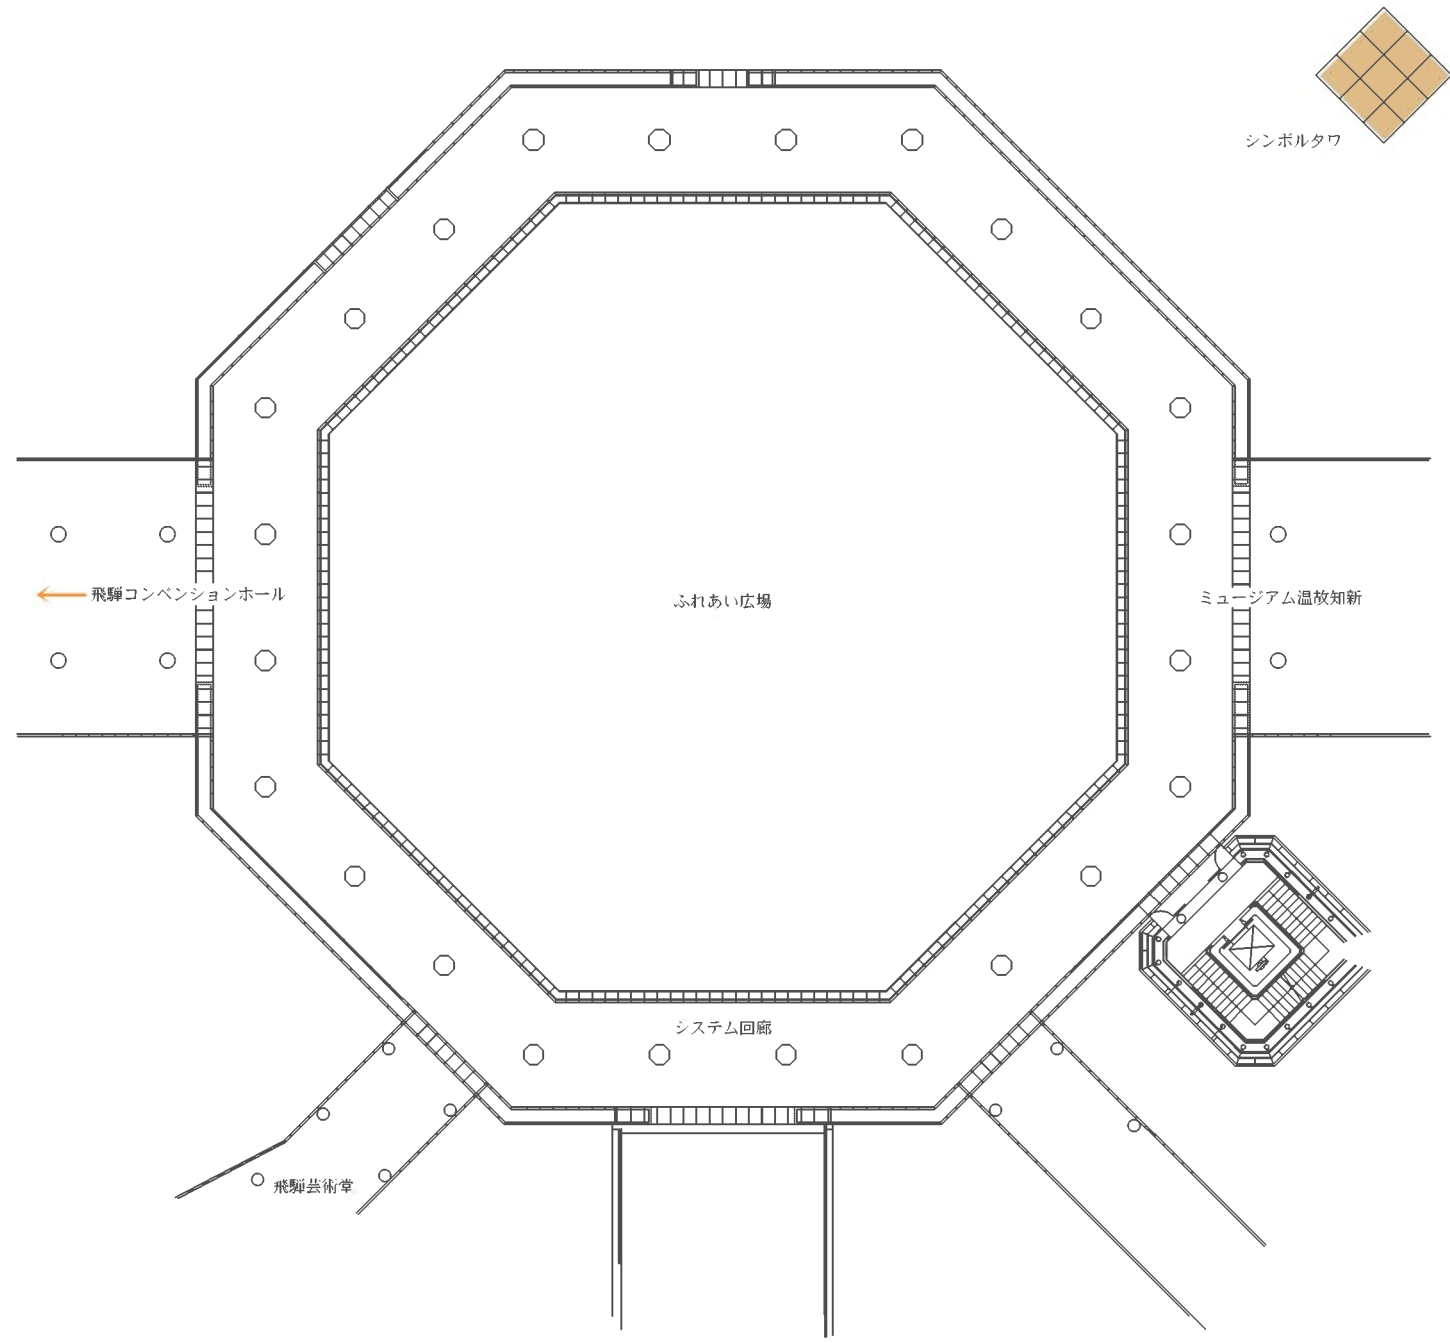 シンボルタワ
飛騨コンベンションホール
ふれあい広場
ミュージアム温故知新
システム回廊
飛騨芸術堂